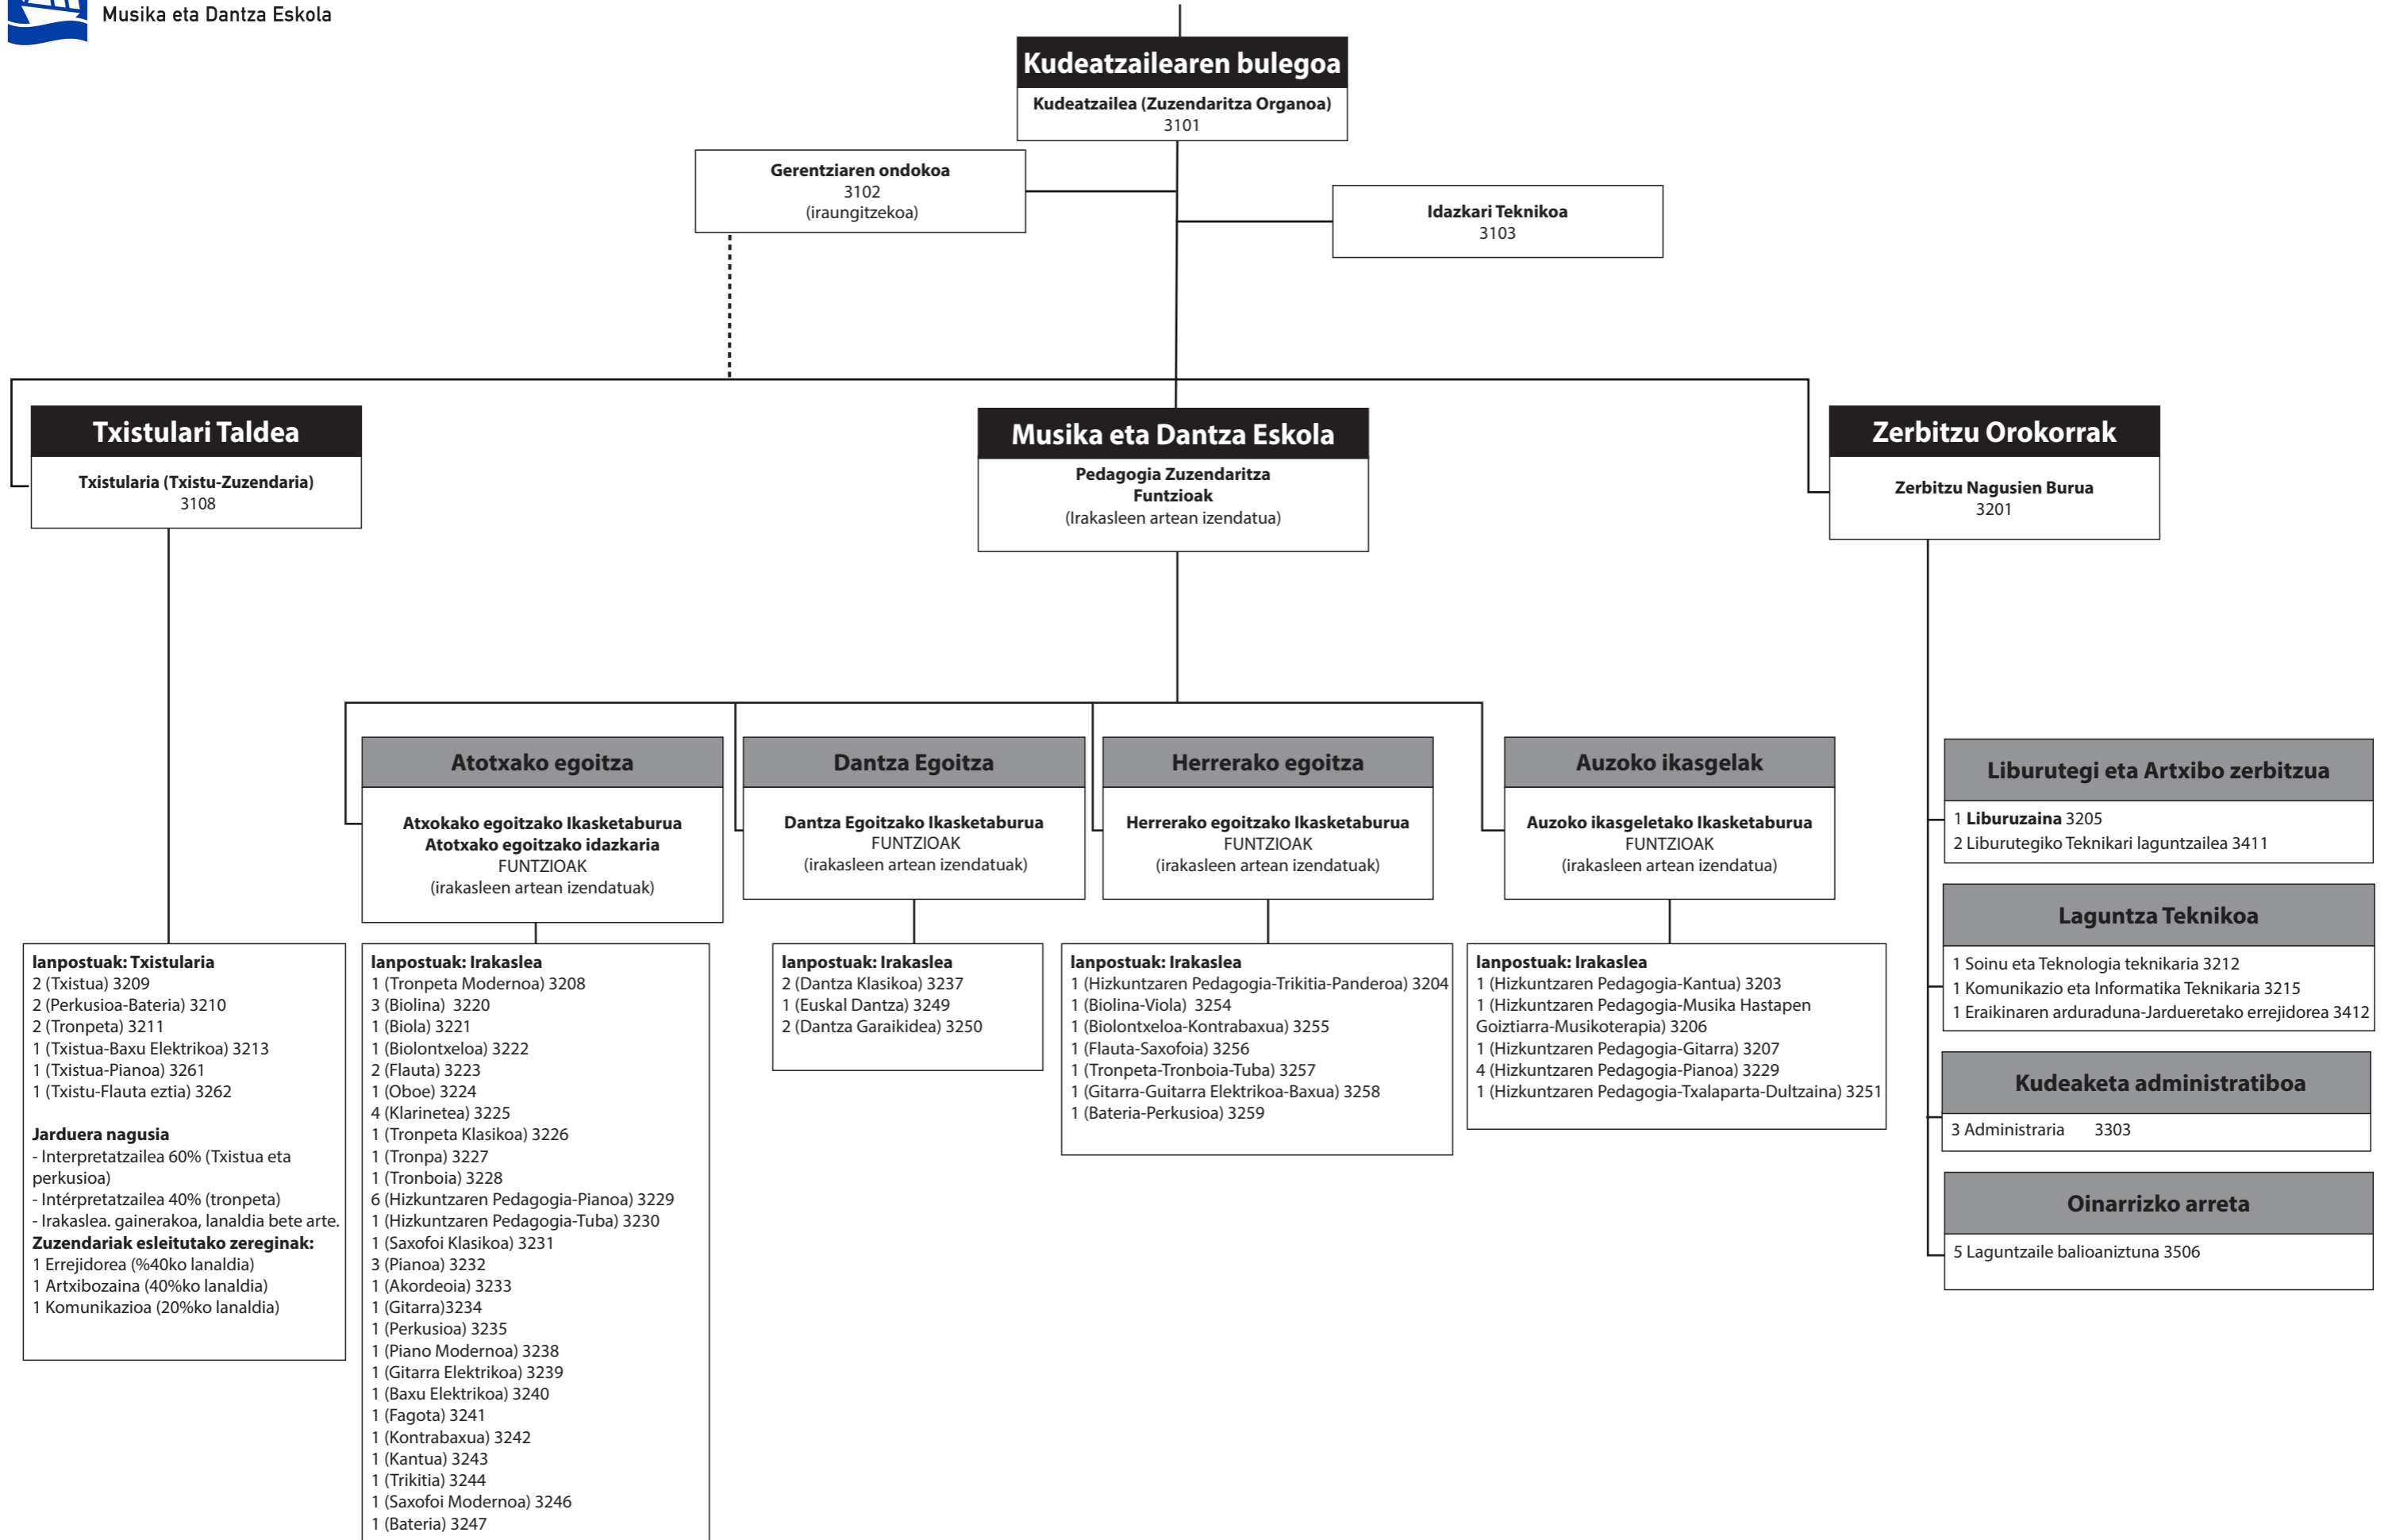 Musika eta Dantza Eskola
Kudeatzailearen bulegoa
Kudeatzailea (Zuzendaritza Organoa)
3101
Gerentziaren ondokoa
3102
(iraungitzekoa)
Idazkari Teknikoa
3103
Txistulari Taldea
Txistularia (Txistu-Zuzendaria)
3108
Musika eta Dantza Eskola
Pedagogia Zuzendaritza
Funtzioak
(Irakasleen artean izendatua)
Zerbitzu Orokorrak
Zerbitzu Nagusien Burua
3201
Atotxako egoitza
Atxokako egoitzako Ikasketaburua
Atotxako egoitzako idazkaria
FUNTZIOAK
(irakasleen artean izendatuak)
Dantza Egoitza
Dantza Egoitzako Ikasketaburua
FUNTZIOAK
(irakasleen artean izendatuak)
Herrerako egoitza
Herrerako egoitzako Ikasketaburua
FUNTZIOAK
(irakasleen artean izendatuak)
Auzoko ikasgelak
Auzoko ikasgeletako Ikasketaburua
FUNTZIOAK
(irakasleen artean izendatua)
lanpostuak: Txistularia
2 (Txistua) 3209
2 (Perkusioa-Bateria) 3210
2 (Tronpeta) 3211
1 (Txistua-Baxu Elektrikoa) 3213
1 (Txistua-Pianoa) 3261
1 (Txistu-Flauta eztia) 3262
Jarduera nagusia
- Interpretatzailea 60% (Txistua eta
perkusioa)
- Intérpretatzailea 40% (tronpeta)
- Irakaslea. gainerakoa, lanaldia bete arte.
Zuzendariak esleitutako zereginak:
1 Errejidorea (%40ko lanaldia)
1 Artxibozaina (40%ko lanaldia)
1 Komunikazioa (20%ko lanaldia)
lanpostuak: Irakaslea
1 (Tronpeta Modernoa) 3208
3 (Biolina) 3220
1 (Biola) 3221
1 (Biolontxeloa) 3222
2 (Flauta) 3223
1 (Oboe) 3224
4 (Klarinetea) 3225
1 (Tronpeta Klasikoa) 3226
1 (Tronpa) 3227
1 (Tronboia) 3228
6 (Hizkuntzaren Pedagogia-Pianoa) 3229
1 (Hizkuntzaren Pedagogia-Tuba) 3230
1 (Saxofoi Klasikoa) 3231
3 (Pianoa) 3232
1 (Akordeoia) 3233
1 (Gitarra)3234
1 (Perkusioa) 3235
1 (Piano Modernoa) 3238
1 (Gitarra Elektrikoa) 3239
1 (Baxu Elektrikoa) 3240
1 (Fagota) 3241
1 (Kontrabaxua) 3242
1 (Kantua) 3243
1 (Trikitia) 3244
1 (Saxofoi Modernoa) 3246
1 (Bateria) 3247
lanpostuak: Irakaslea
2 (Dantza Klasikoa) 3237
1 (Euskal Dantza) 3249
2 (Dantza Garaikidea) 3250
lanpostuak: Irakaslea
1 (Hizkuntzaren Pedagogia-Trikitia-Panderoa) 3204
1 (Biolina-Viola) 3254
1 (Biolontxeloa-Kontrabaxua) 3255
1 (Flauta-Saxofoia) 3256
1 (Tronpeta-Tronboia-Tuba) 3257
1 (Gitarra-Guitarra Elektrikoa-Baxua) 3258
1 (Bateria-Perkusioa) 3259
lanpostuak: Irakaslea
1 (Hizkuntzaren Pedagogia-Kantua) 3203
1 (Hizkuntzaren Pedagogia-Musika Hastapen
Goiztiarra-Musikoterapia) 3206
1 (Hizkuntzaren Pedagogia-Gitarra) 3207
4 (Hizkuntzaren Pedagogia-Pianoa) 3229
1 (Hizkuntzaren Pedagogia-Txalaparta-Dultzaina) 3251
Liburutegi eta Artxibo zerbitzua
1 Liburuzaina 3205
2 Liburutegiko Teknikari laguntzailea 3411
Laguntza Teknikoa
1 Soinu eta Teknologia teknikaria 3212
1 Komunikazio eta Informatika Teknikaria 3215
1 Eraikinaren arduraduna-Jardueretako errejidorea 3412
Kudeaketa administratiboa
3 Administraria 3303
Oinarrizko arreta
5 Laguntzaile balioaniztuna 3506